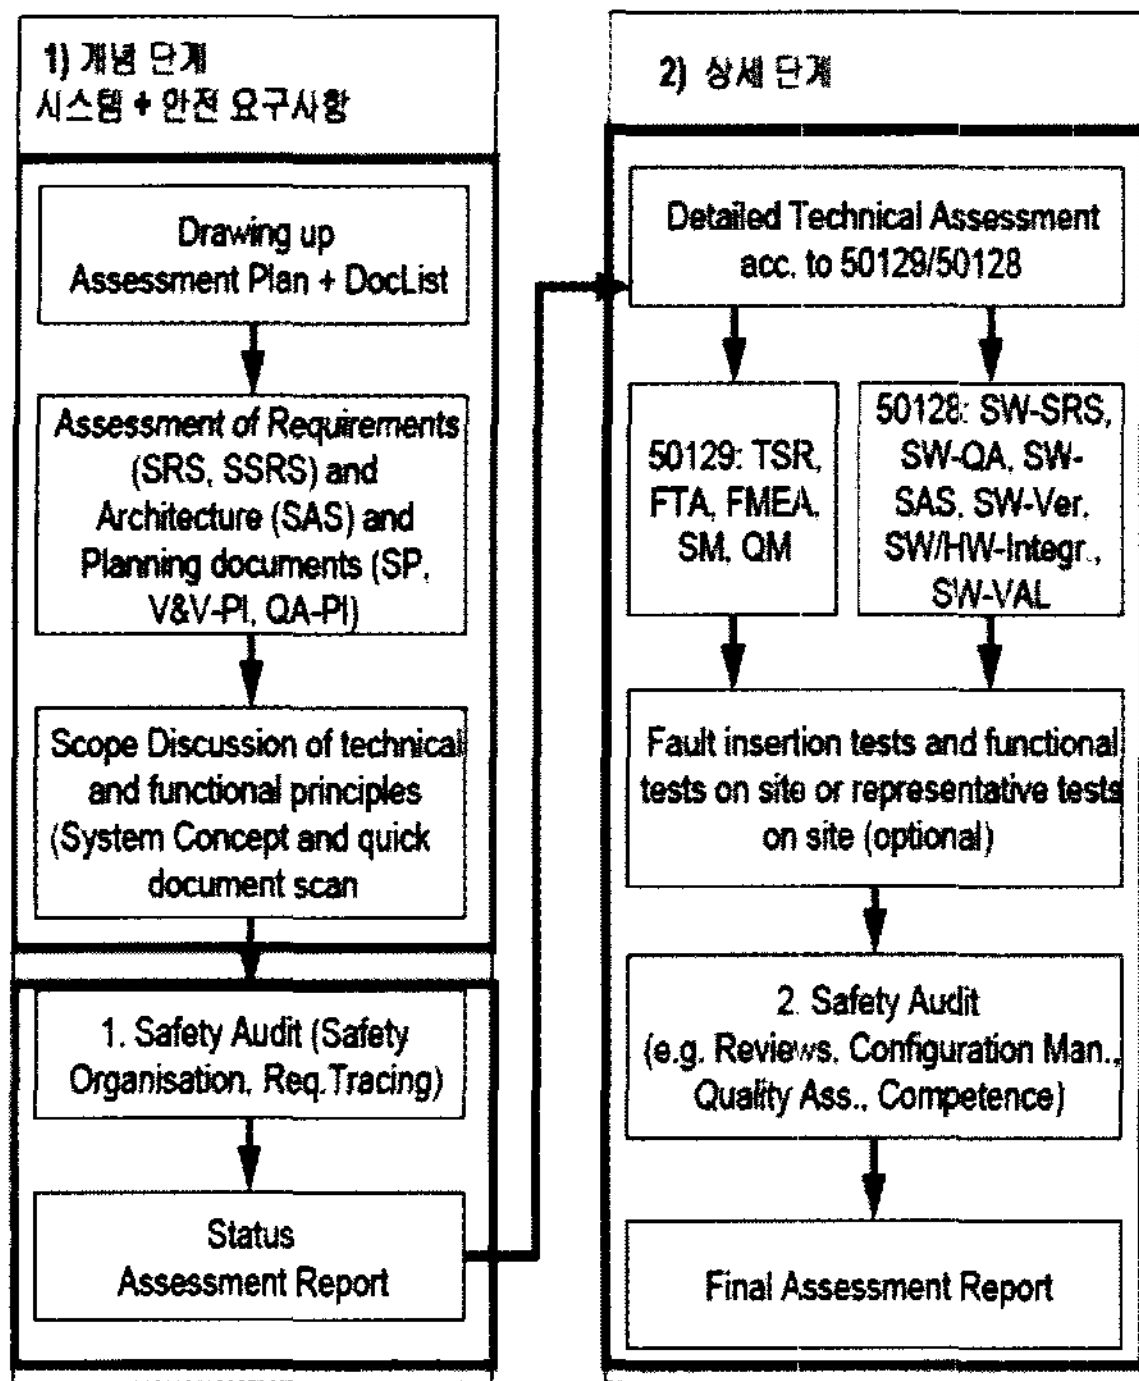 1) 개념 단계
시스템 + 안전 요구사항
Drawing up
Assessment Plan + DocList
Assessment of Requirements
(SRS, SSRS) and
Architecture (SAS) and
Planning documents (SP,
V&V-Pl, QA-Pl)
Scope Discussion of technical
and functional principles
(System Concept and quick
document scan
1. Safety Audit (Safety
Organisation, Req.Tracing)
Status
Assessment Report
2) 상세 단계
Detailed Technical Assessment
acc. to 50129/50128
50129: TSR,
FTA, FMEA,
SM, QM
50128: SW-SRS,
SW-QA, SW-
SAS, SW-Ver.
SW/HW-Integr.,
SW-VAL
Fault insertion tests and functional
tests on site or representative tests
on site (optional)
2. Safety Audit
(e.g. Reviews, Configuration Man.,
Quality Ass., Competence)
Final Assessment Report